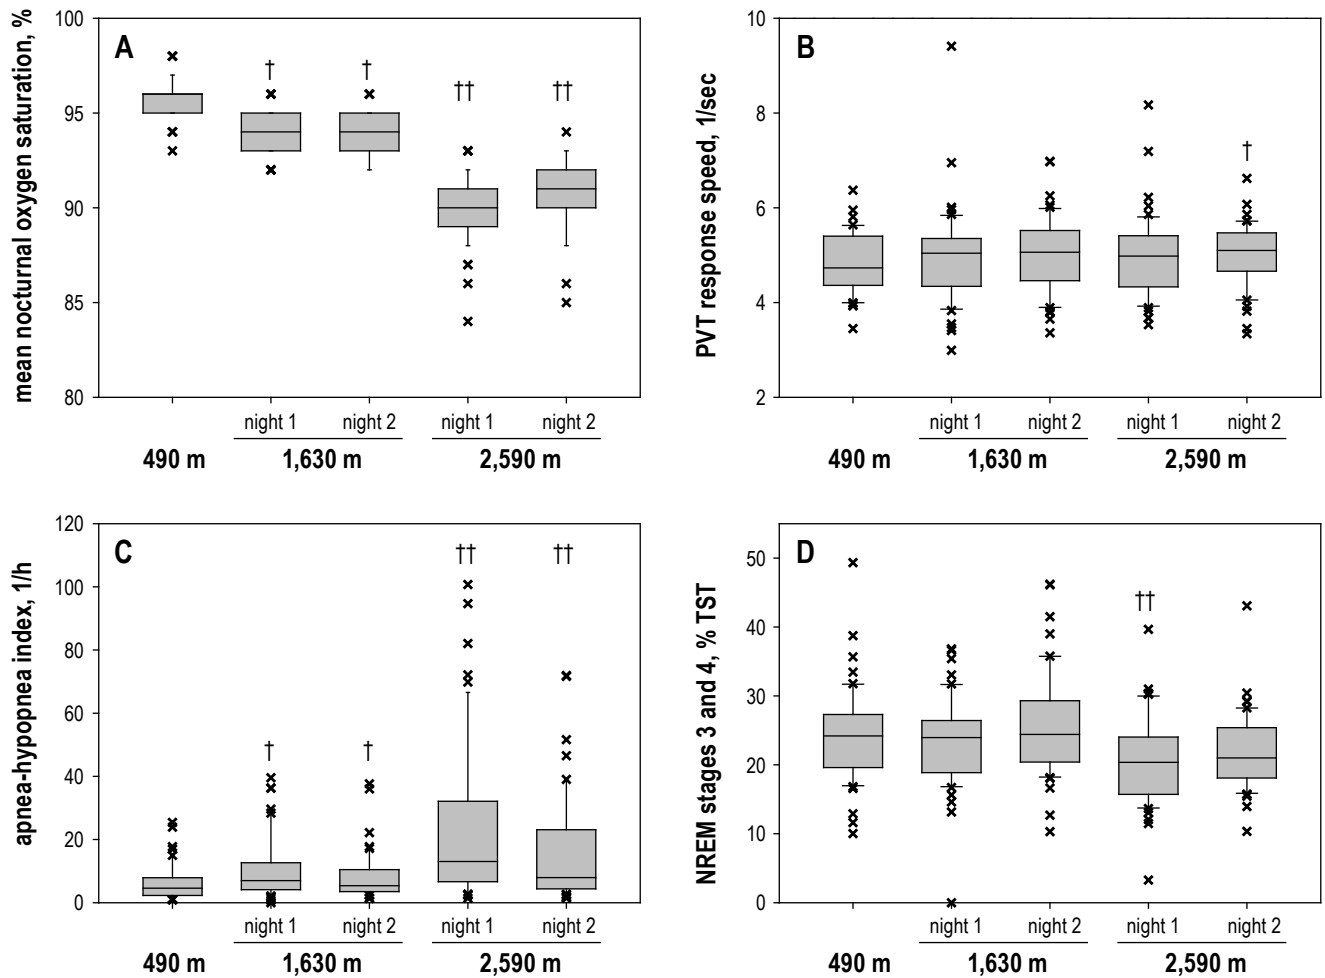 mean nocturnal oxygen saturation, %
100
95
90
85
80
A
†
†
††
††
night 1
night 2
night 1
night 2
490 m
1,630 m
2,590 m
PVT response speed, 1/sec
10
8
6
4
2
B
†
night 1
night 2
night 1
night 2
490 m
1,630 m
2,590 m
apnea-hypopnea index, 1/h
120
100
80
60
40
20
0
C
†
†
††
††
night 1
night 2
night 1
night 2
490 m
1,630 m
2,590 m
NREM stages 3 and 4, % TST
50
40
30
20
10
0
D
††
night 1
night 2
night 1
night 2
490 m
1,630 m
2,590 m